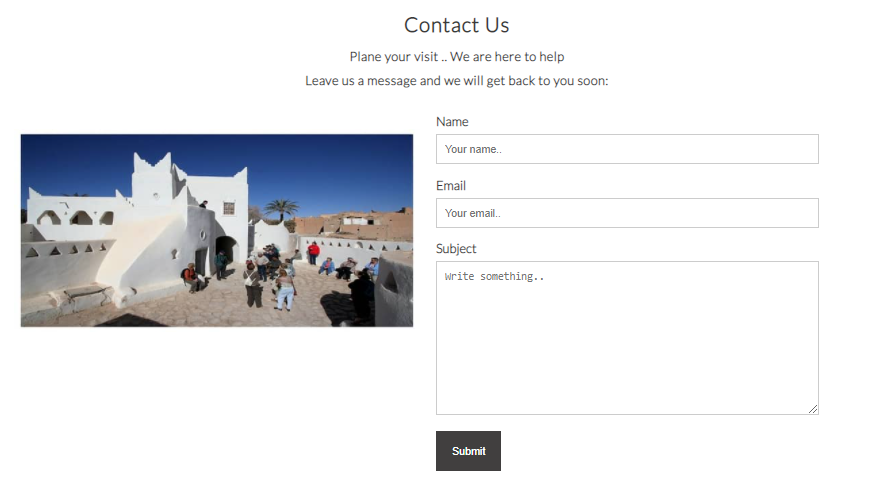 Contact Us
Plane your visit .. We are here to help
Leave us a message and we will get back to you soon:
Name
Your name..
Email
Your email..
Subject
Write something..
Submit